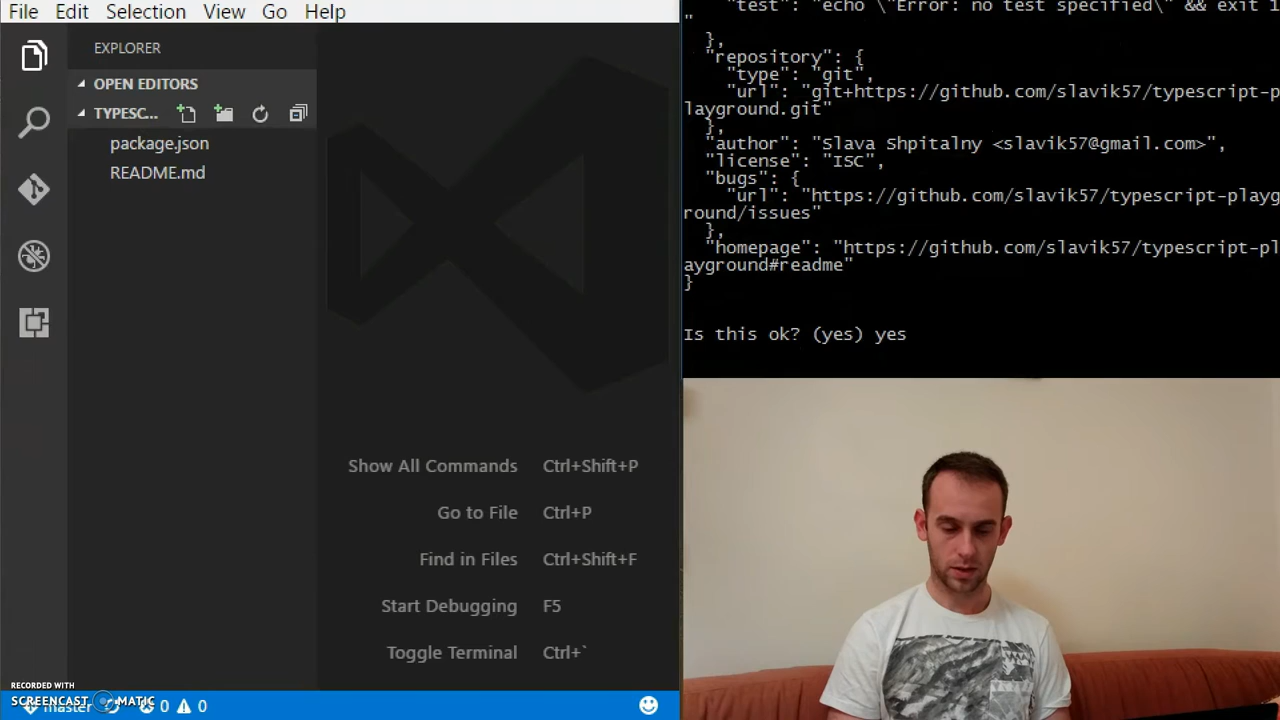 File Edit Selection View Go Help
EXPLORER
OPEN EDITORS
TYPESC...
package.json
README.md
Show All Commands Ctrl+Shift+P
Go to File Ctrl+P
Find in Files Ctrl+Shift+F
Start Debugging F5
Toggle Terminal Ctrl+`
RECORDED WITH
SCREENCAST MATIC
master 0 0
"test": "echo \"Error: no test specified\" && exit 1
"
},
"repository": {
"type": "git",
"url": "git+https://github.com/slavik57/typescript-p
layground.git"
},
"author": "Slava Shpitalny <slavik57@gmail.com>",
"license": "ISC",
"bugs": {
"url": "https://github.com/slavik57/typescript-playg
round/issues"
},
"homepage": "https://github.com/slavik57/typescript-pl
ayground#readme"
}
Is this ok? (yes) yes